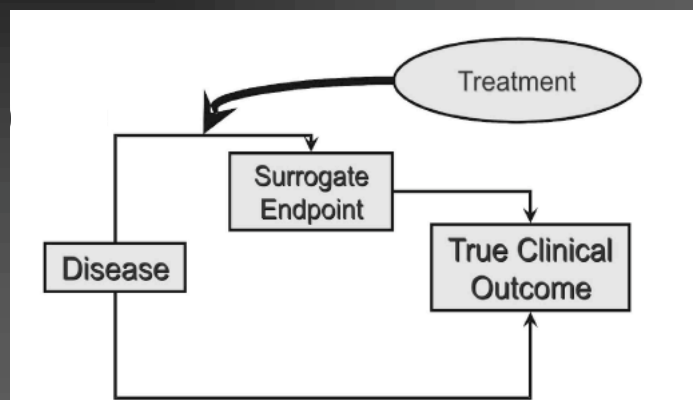 Treatment
Surrogate
Endpoint
Disease
True Clinical
Outcome